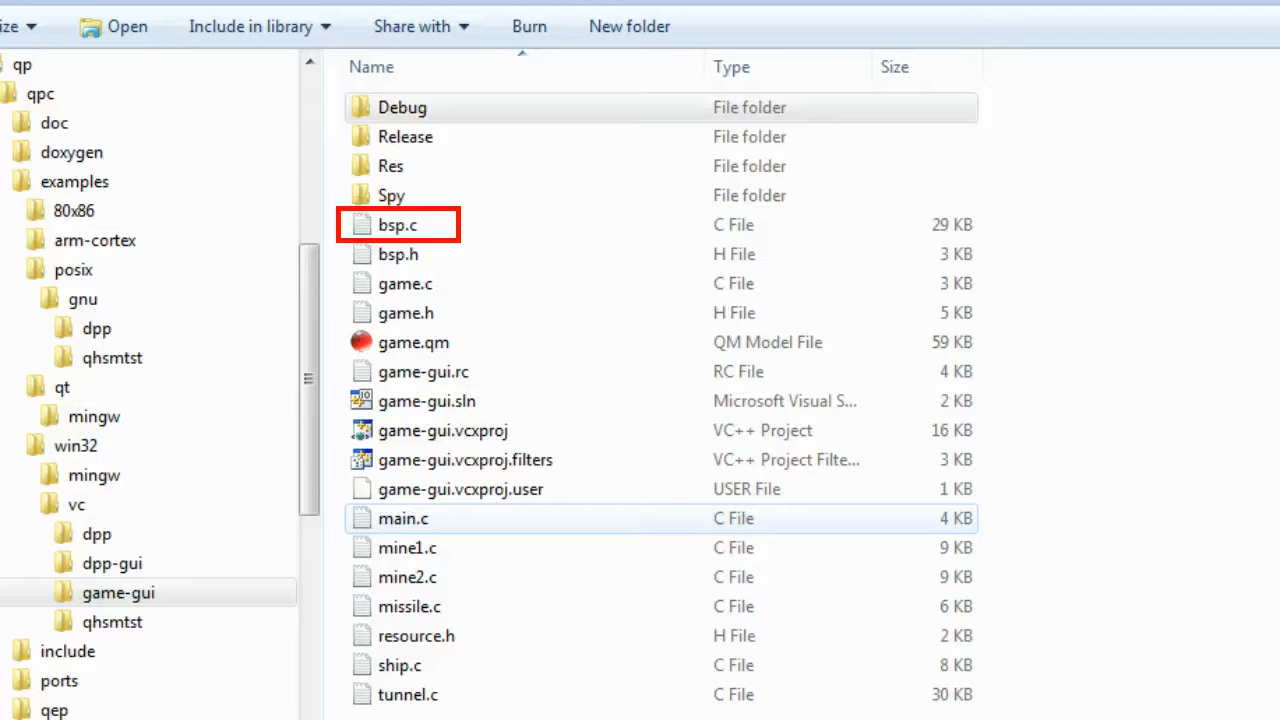 ize Open Include in library Share with Burn New folder
qp
qpc
doc
doxygen
examples
80x86
arm-cortex
posix
gnu
dpp
qhsmtst
qt
mingw
win32
mingw
vc
dpp
dpp-gui
game-gui
qhsmtst
include
ports
qep
Name Type Size
Debug File folder
Release File folder
Res File folder
Spy File folder
bsp.c C File 29 KB
bsp.h H File 3 KB
game.c C File 3 KB
game.h H File 5 KB
game.qm QM Model File 59 KB
game-gui.rc RC File 4 KB
game-gui.sln Microsoft Visual S... 2 KB
game-gui.vcxproj VC++ Project 16 KB
game-gui.vcxproj.filters VC++ Project Filte... 3 KB
game-gui.vcxproj.user USER File 1 KB
main.c C File 4 KB
mine1.c C File 9 KB
mine2.c C File 9 KB
missile.c C File 6 KB
resource.h H File 2 KB
ship.c C File 8 KB
tunnel.c C File 30 KB